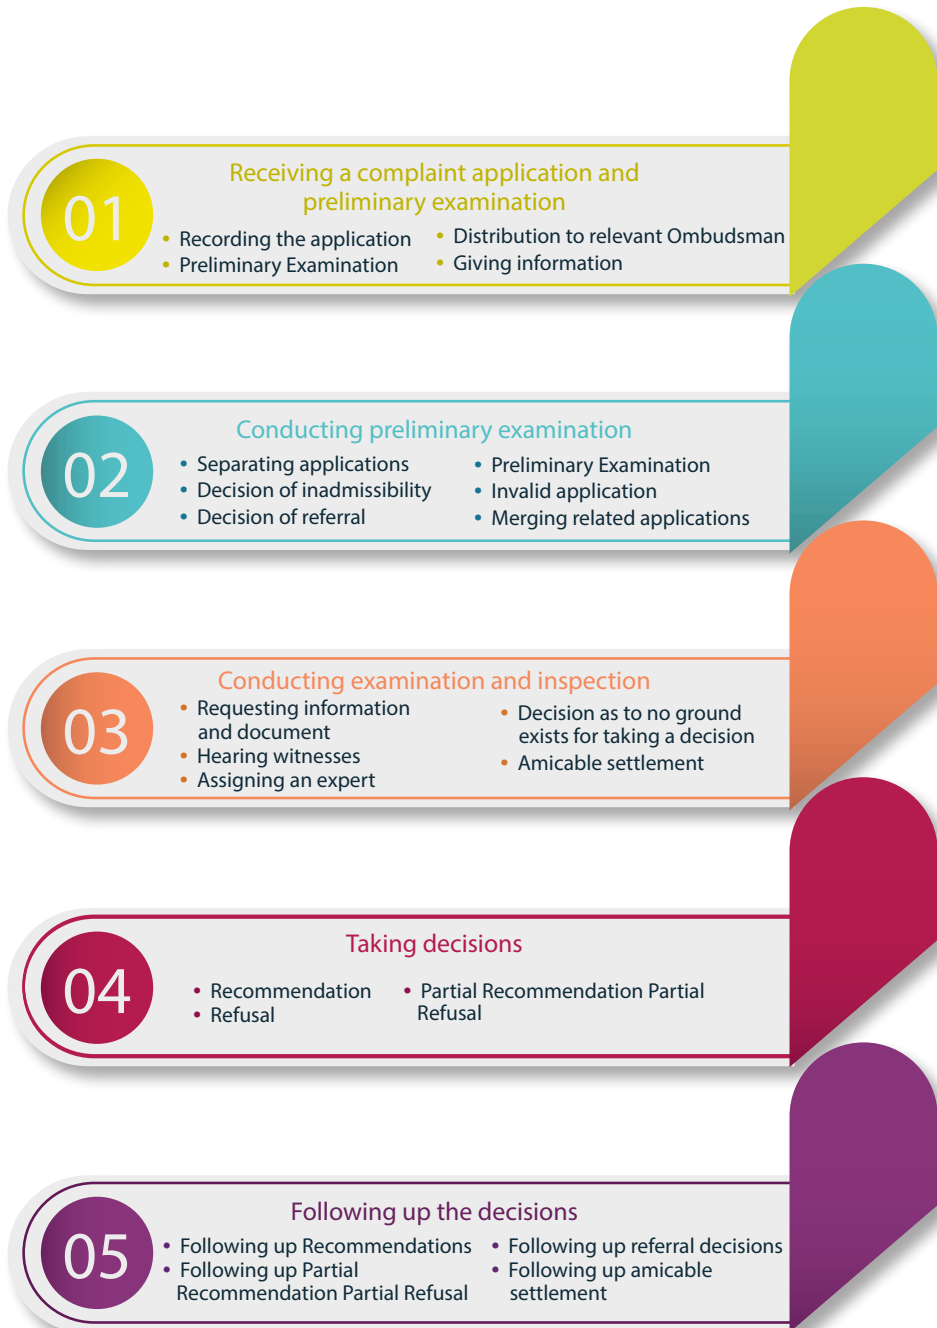 01
Receiving a complaint application and
preliminary examination
• Recording the application
• Preliminary Examination
• Distribution to relevant Ombudsman
• Giving information
02
Conducting preliminary examination
• Separating applications
• Decision of inadmissibility
• Decision of referral
• Preliminary Examination
• Invalid application
• Merging related applications
03
Conducting examination and inspection
• Requesting information
and document
• Hearing witnesses
• Assigning an expert
• Decision as to no ground
exists for taking a decision
• Amicable settlement
04
Taking decisions
• Recommendation
• Refusal
• Partial Recommendation Partial
Refusal
05
Following up the decisions
• Following up Recommendations
• Following up Partial
Recommendation Partial Refusal
• Following up referral decisions
• Following up amicable
settlement